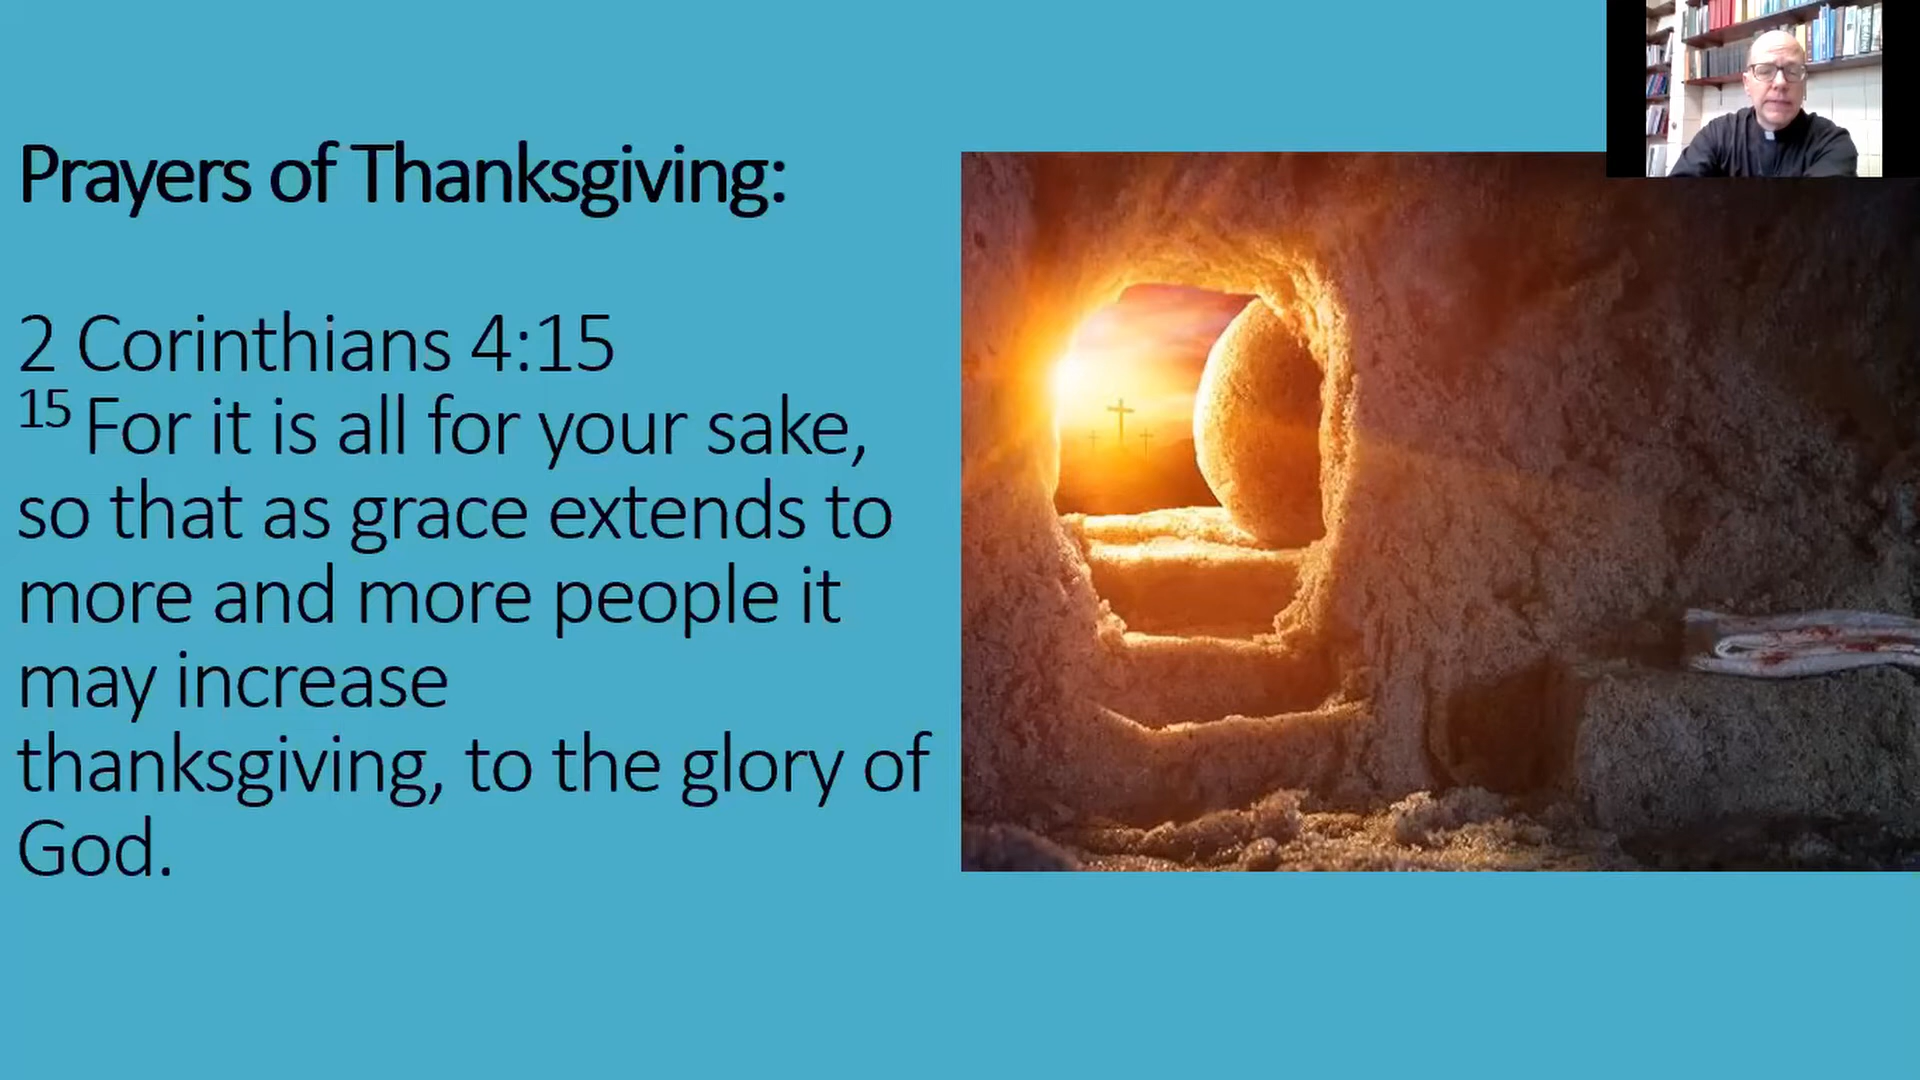 Prayers of Thanksgiving:
2 Corinthians 4:15
15 For it is all for your sake,
so that as grace extends to
more and more people it
may increase
thanksgiving, to the glory of
God.